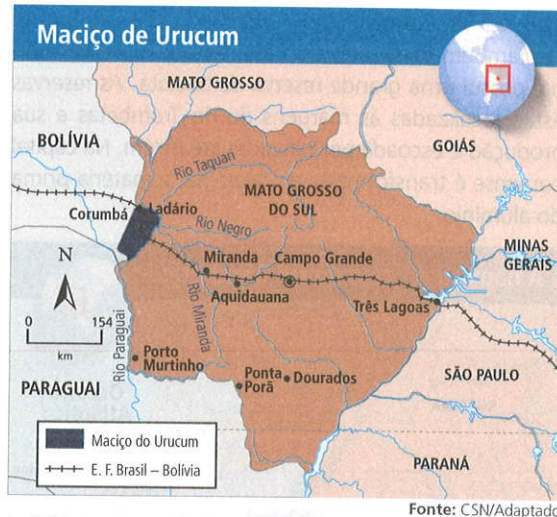 Maciço de Urucum
MATO GROSSO
BOLÍVIA
GOIÁS
Rio Taquari
MATO GROSSO
DO SUL
Corumbá
Ladário
Rio Negro
MINAS
GERAIS
N
Miranda
Campo Grande
Aquidauana
Três Lagoas
0
154
km
Rio Paraguai
Rio Miranda
Porto
Murtinho
Ponta
Porã
Dourados
SÃO PAULO
PARAGUAI
Maciço do Urucum
E. F. Brasil – Bolívia
PARANÁ
Fonte: CSN/Adaptado